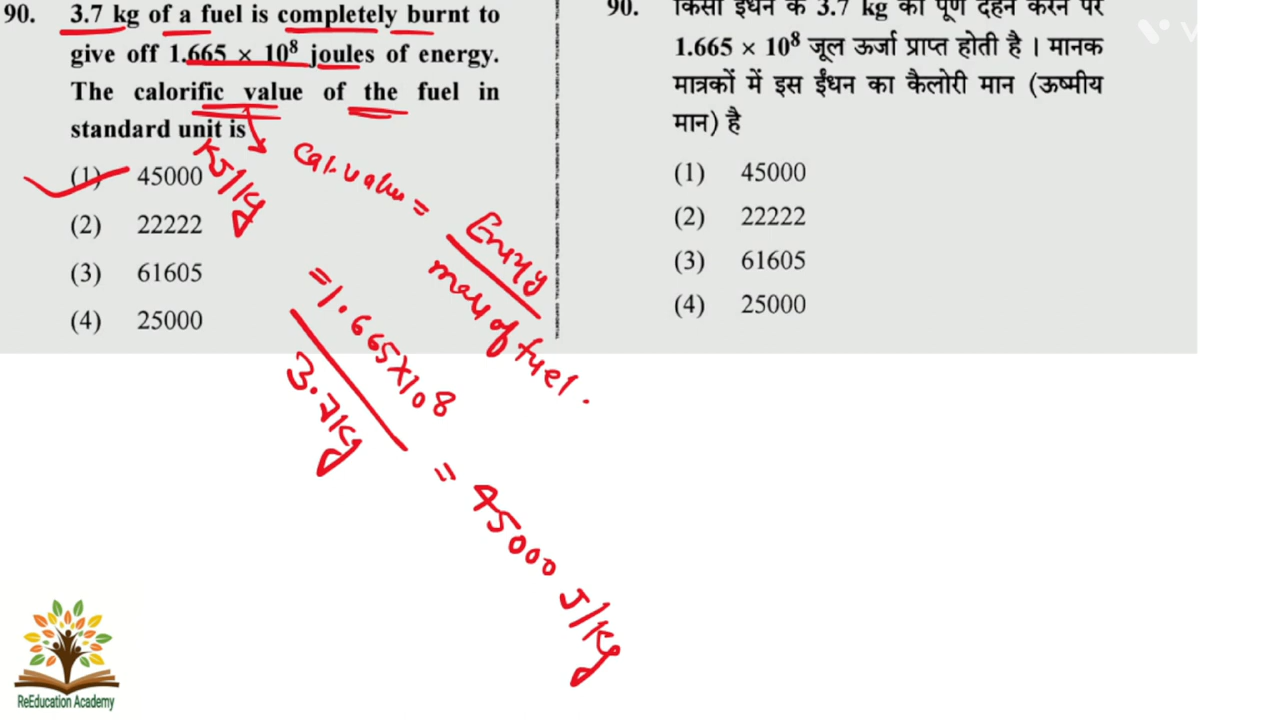 90. 3.7 kg of a fuel is completely burnt to
give off 1.665 × 10⁸ joules of energy.
The calorific value of the fuel in
standard unit is
(1) 45000 KJ/Kg
(2) 22222
(3) 61605
(4) 25000
Cal. value = Energy
mass of fuel.
= 1.665×10⁸
3.7Kg
= 45000 J/Kg
90. किसी इंधन के 3.7 kg का पूर्ण दहन करने पर
1.665 × 10⁸ जूल ऊर्जा प्राप्त होती है । मानक
मात्रकों में इस ईंधन का कैलोरी मान (ऊष्मीय
मान) है
(1) 45000
(2) 22222
(3) 61605
(4) 25000
ReEducation Academy